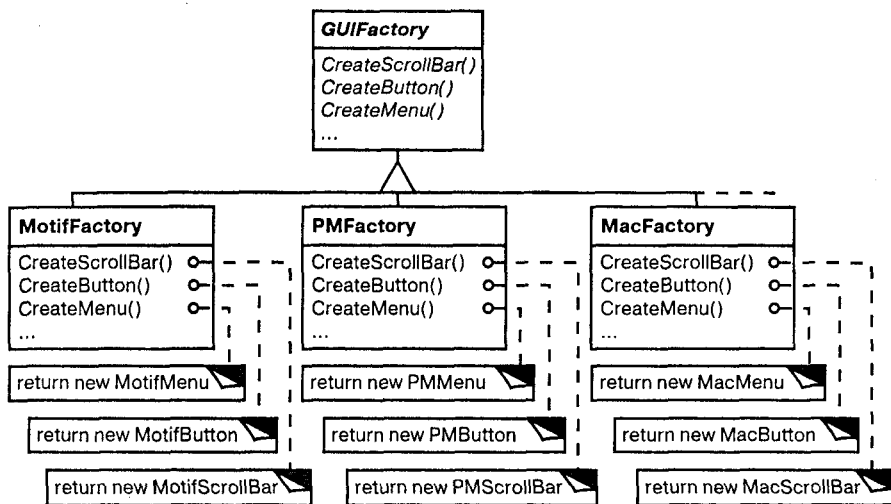 GUIFactory
CreateScrollBar()
CreateButton()
CreateMenu()
...
MotifFactory
CreateScrollBar()
CreateButton()
CreateMenu()
...
return new MotifMenu
return new MotifButton
return new MotifScrollBar
PMFactory
CreateScrollBar()
CreateButton()
CreateMenu()
...
return new PMMenu
return new PMButton
return new PMScrollBar
MacFactory
CreateScrollBar()
CreateButton()
CreateMenu()
...
return new MacMenu
return new MacButton
return new MacScrollBar